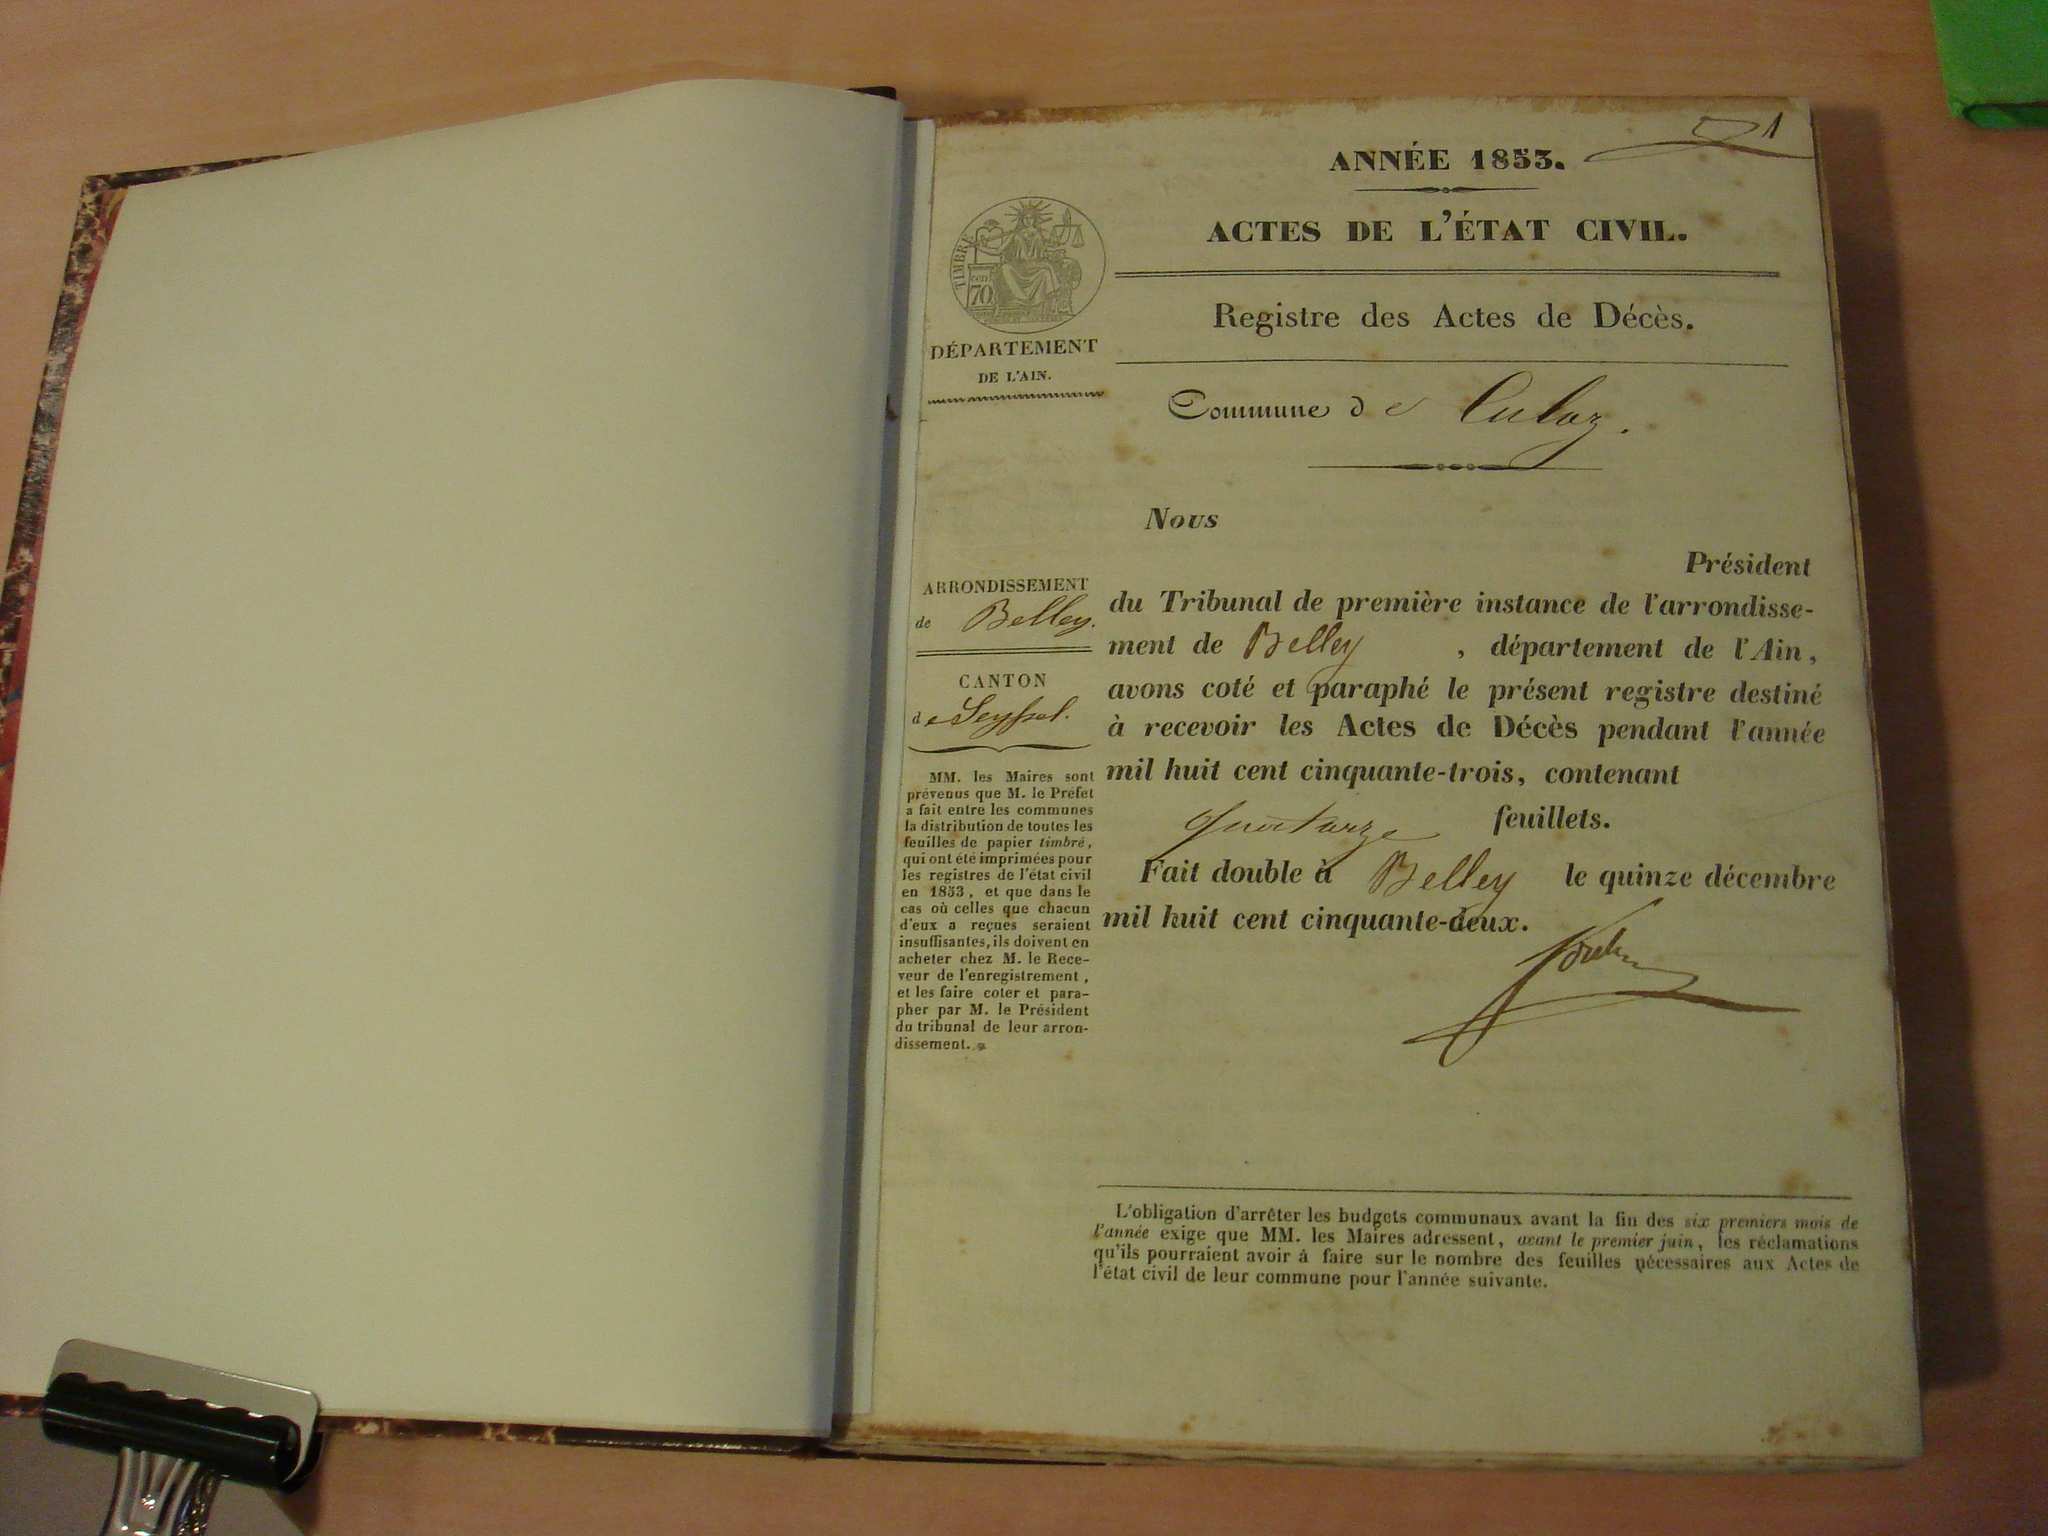 1
ANNÉE 1853.
ACTES DE L'ÉTAT CIVIL.
TIMBRE
cent
70
DÉPARTEMENT
DE L'AIN.
Registre des Actes de Décès.
Commune de Culoz.
ARRONDISSEMENT
de Belley.
CANTON
de Seyssel.
MM. les Maires sont
prévenus que M. le Préfet
a fait entre les communes
la distribution de toutes les
feuilles de papier timbré,
qui ont été imprimées pour
les registres de l'état civil
en 1853, et que dans le
cas où celles que chacun
d'eux a reçues seraient
insuffisantes, ils doivent en
acheter chez M. le Rece-
veur de l'enregistrement,
et les faire coter et para-
pher par M. le Président
du tribunal de leur arron-
dissement.
Nous
Président
du Tribunal de première instance de l'arrondisse-
ment de Belley , département de l'Ain,
avons coté et paraphé le présent registre destiné
à recevoir les Actes de Décès pendant l'année
mil huit cent cinquante-trois, contenant
feuillets.
Fait double à Belley le quinze décembre
mil huit cent cinquante-deux.
L'obligation d'arrêter les budgets communaux avant la fin des six premiers mois de
l'année exige que MM. les Maires adressent, avant le premier juin, les réclamations
qu'ils pourraient avoir à faire sur le nombre des feuilles nécessaires aux Actes de
l'état civil de leur commune pour l'année suivante.